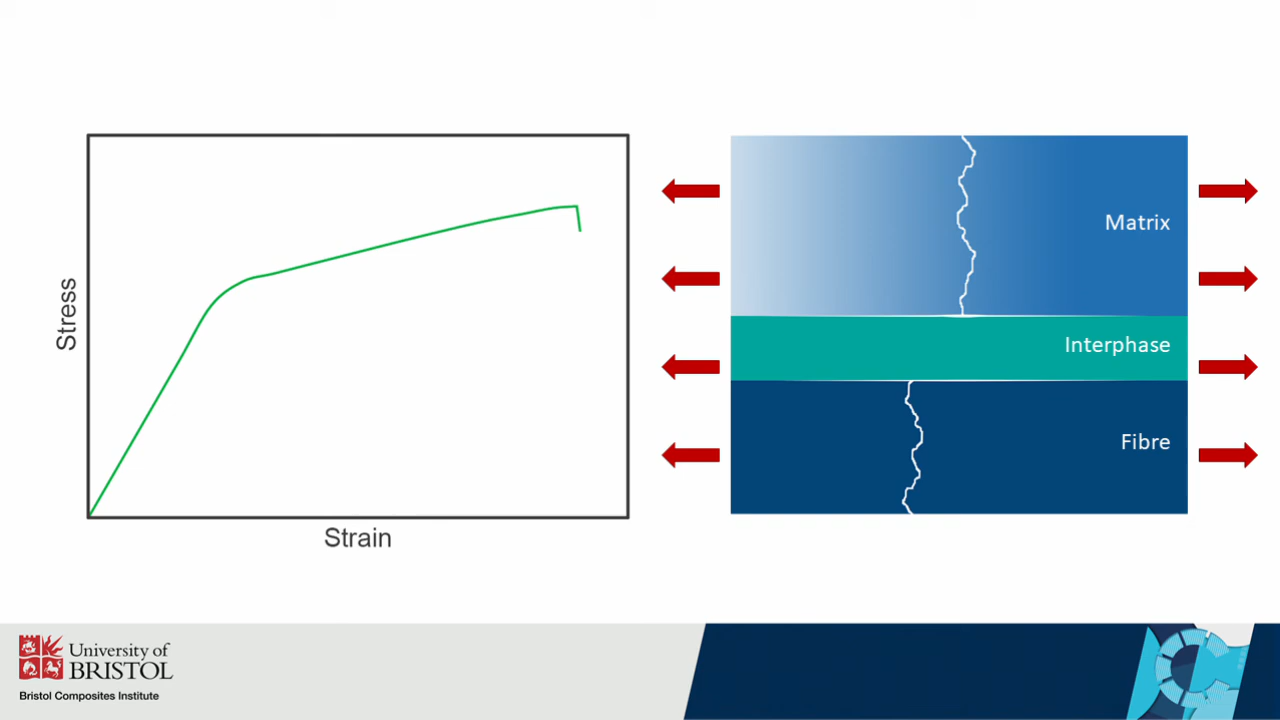 Stress
Strain
Matrix
Interphase
Fibre
University of
BRISTOL
Bristol Composites Institute